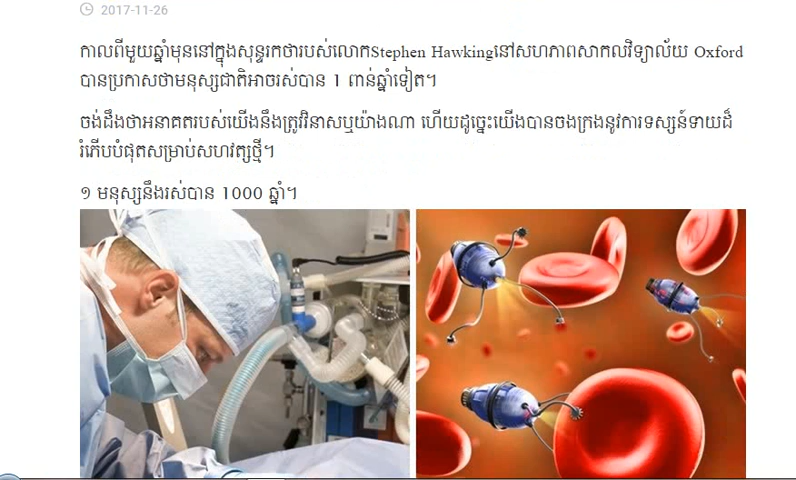 2017-11-26
កាលពីមួយឆ្នាំមុននៅក្នុងសុន្ទរកថារបស់លោកStephen Hawkingនៅសហភាពសាកលវិទ្យាល័យ Oxford
បានប្រកាសថាមនុស្សជាតិអាចរស់បាន 1 ពាន់ឆ្នាំទៀត។
ចង់ដឹងថាអនាគតរបស់យើងនឹងត្រូវវិនាសឬយ៉ាងណា ហើយដូច្នេះយើងបានចងក្រងនូវការទស្សន៍ទាយដ៏
រំភើបបំផុតសម្រាប់សហវត្សថ្មី។
១ មនុស្សនឹងរស់បាន 1000 ឆ្នាំ។